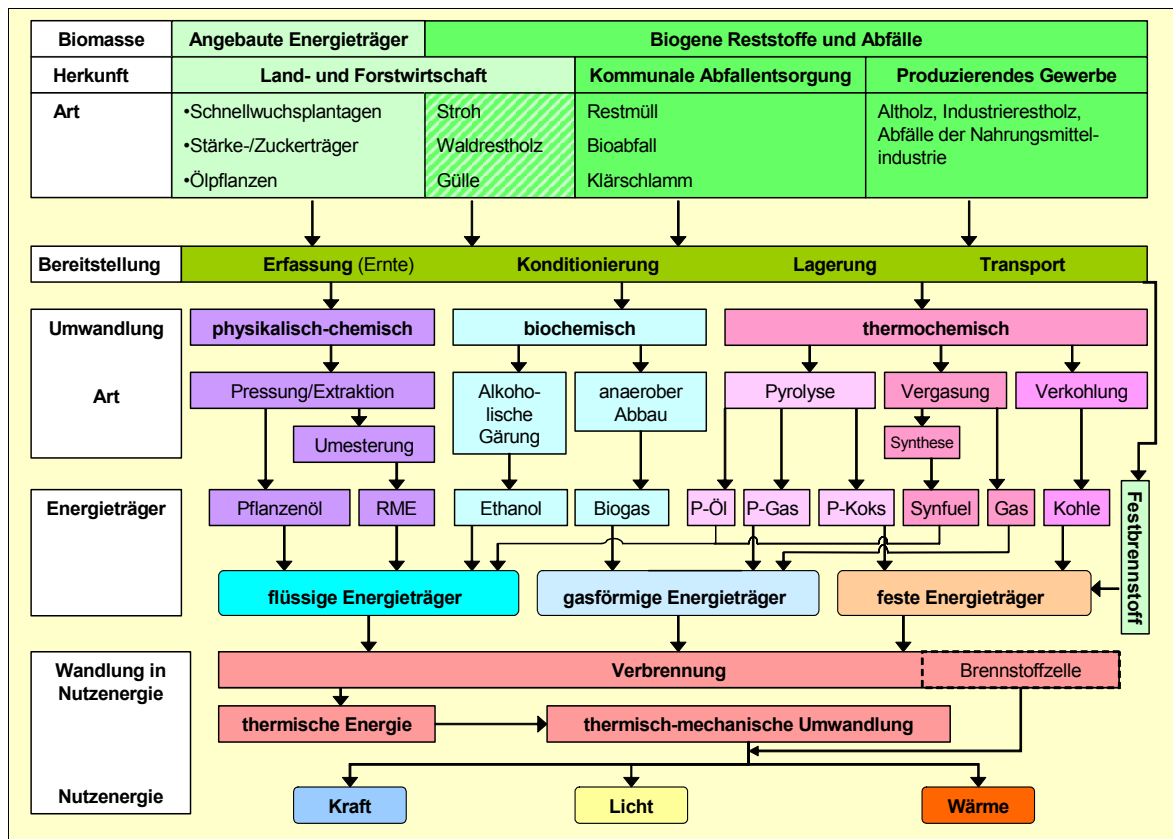 Biomasse
Angebaute Energieträger
Biogene Reststoffe und Abfälle
Herkunft
Land- und Forstwirtschaft
Kommunale Abfallentsorgung
Produzierendes Gewerbe
Art
•Schnellwuchsplantagen
•Stärke-/Zuckerträger
•Ölpflanzen
Stroh
Waldrestholz
Gülle
Restmüll
Bioabfall
Klärschlamm
Altholz, Industrierestholz,
Abfälle der Nahrungsmittel-
industrie
Bereitstellung
Erfassung (Ernte)
Konditionierung
Lagerung
Transport
Umwandlung
Art
physikalisch-chemisch
biochemisch
thermochemisch
Pressung/Extraktion
Umesterung
Alkoho-
lische
Gärung
anaerober
Abbau
Pyrolyse
Vergasung
Verkohlung
Synthese
Energieträger
Pflanzenöl
RME
Ethanol
Biogas
P-Öl
P-Gas
P-Koks
Synfuel
Gas
Kohle
Festbrennstoff
flüssige Energieträger
gasförmige Energieträger
feste Energieträger
Wandlung in
Nutzenergie
Verbrennung
Brennstoffzelle
thermische Energie
thermisch-mechanische Umwandlung
Nutzenergie
Kraft
Licht
Wärme